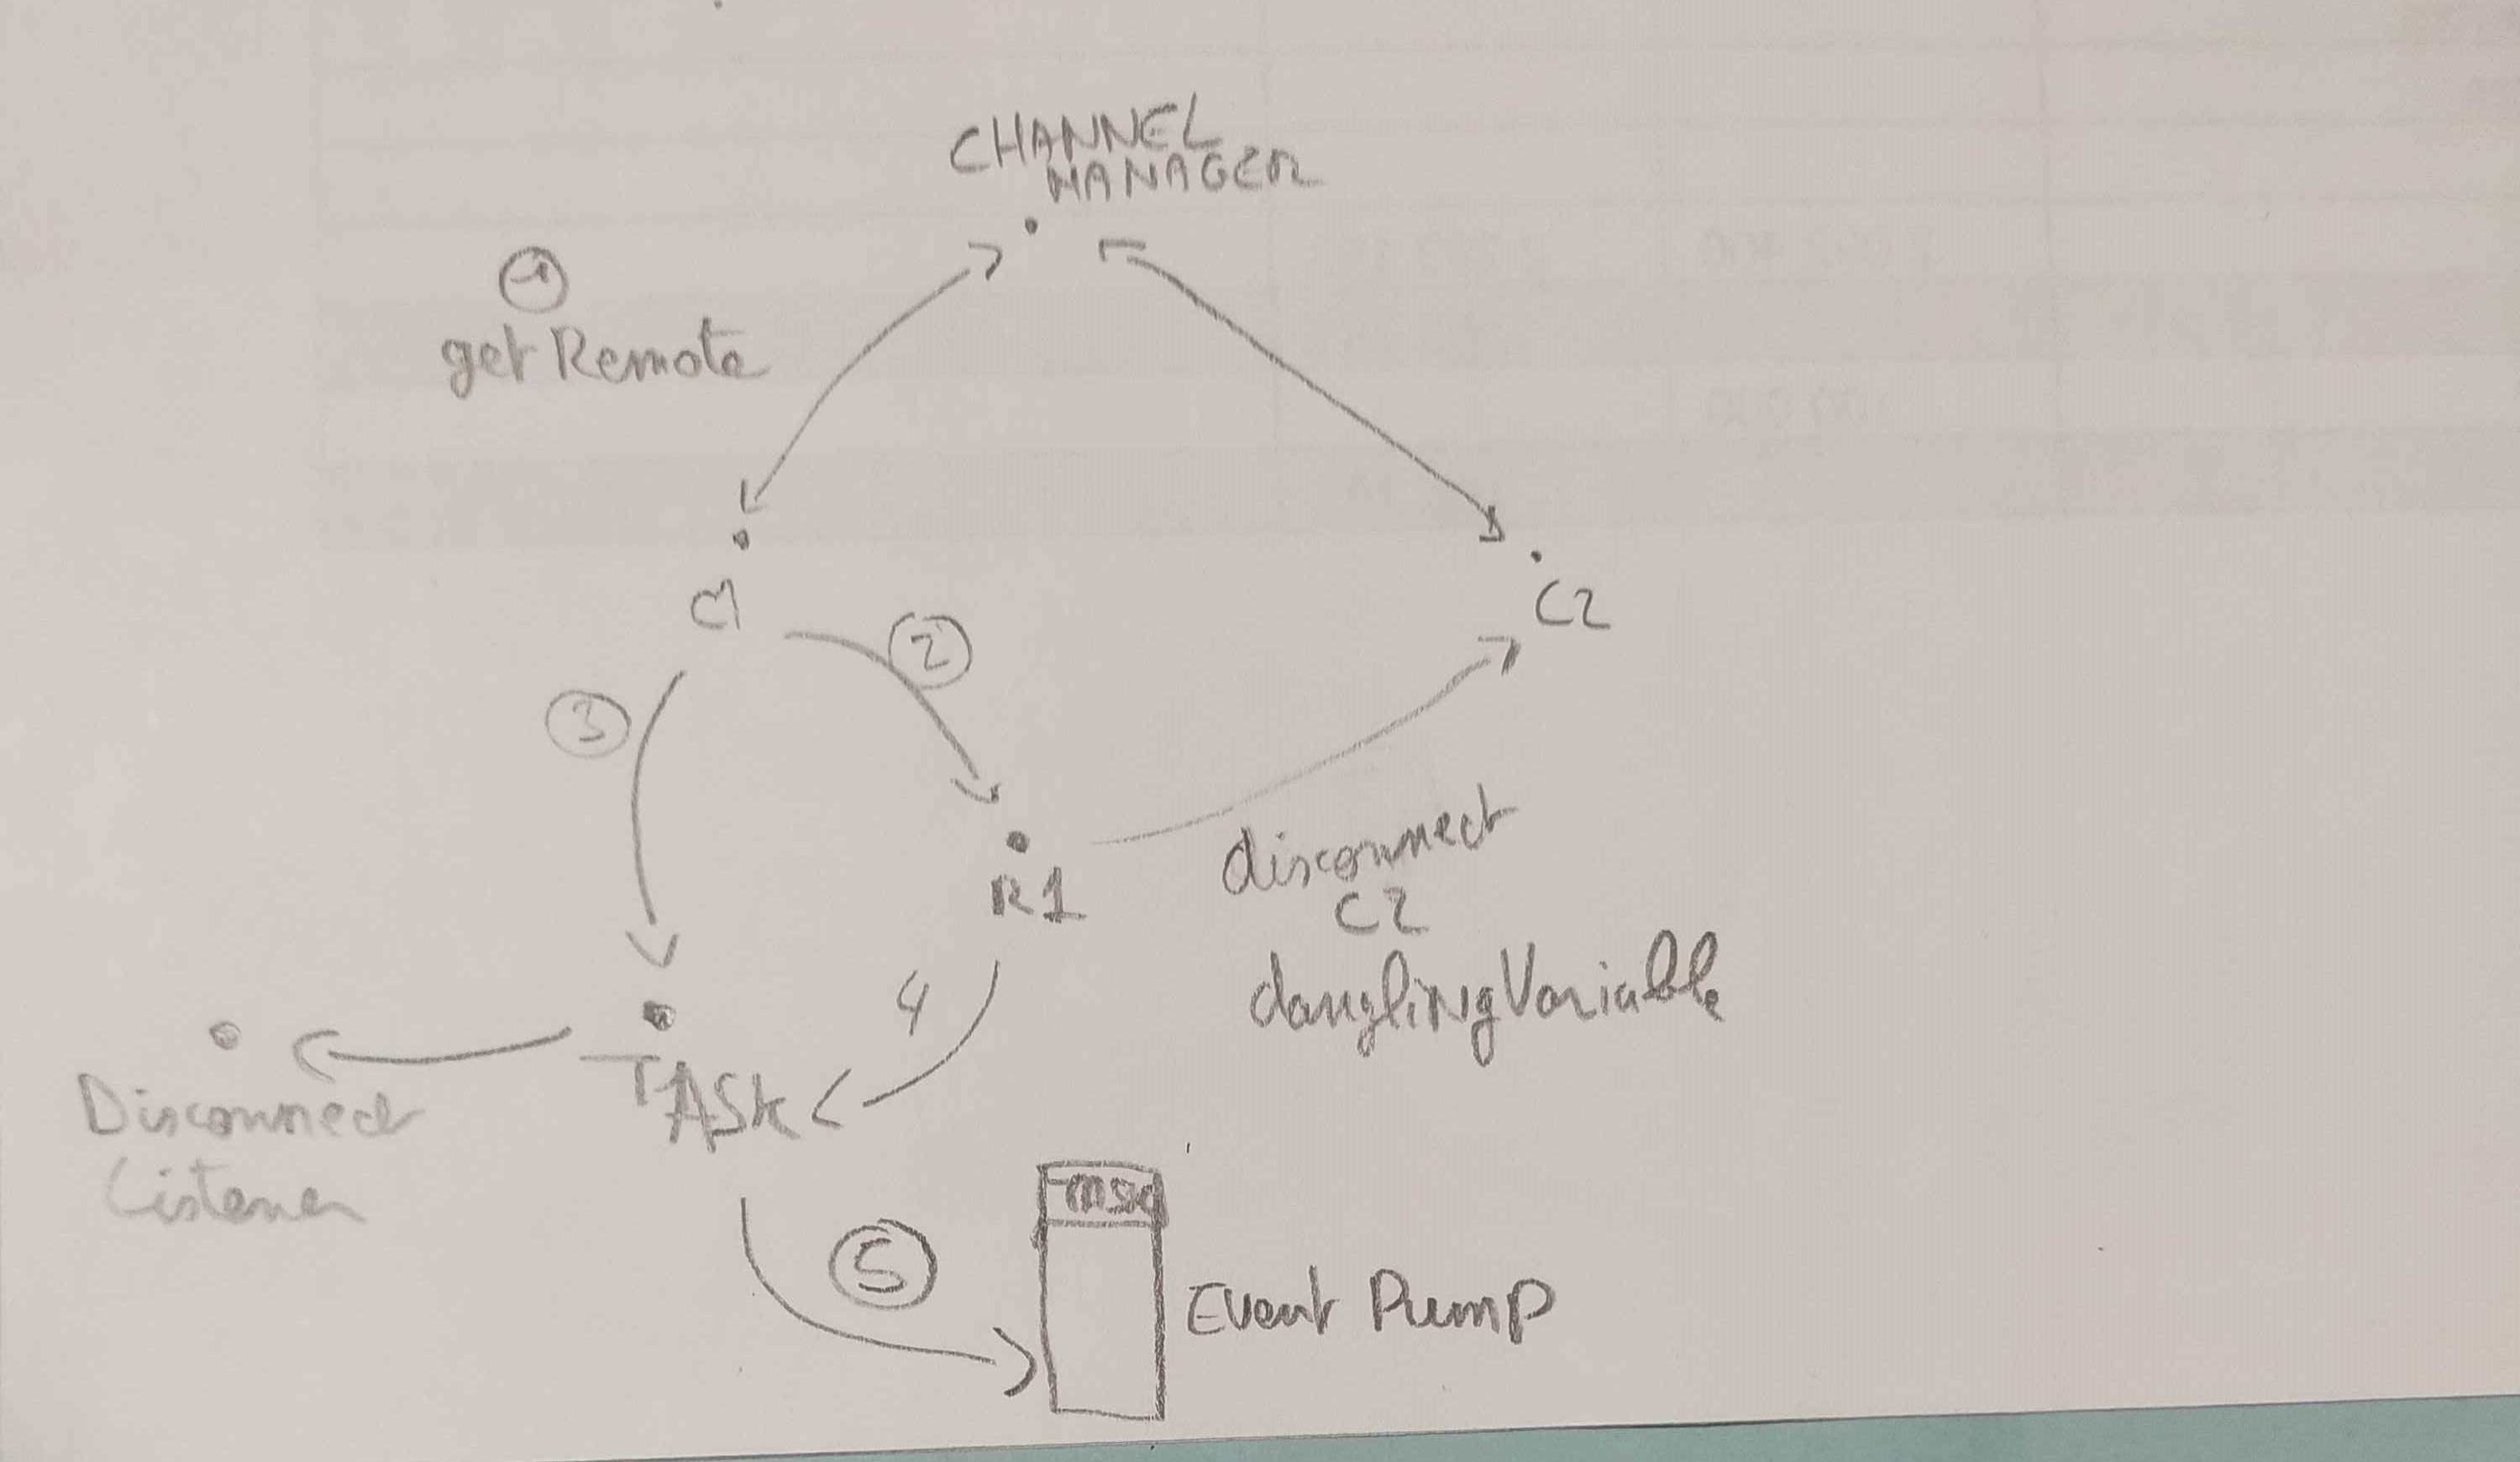 CHANNEL
MANAGER
1
getRemote
C1
C2
2
3
R1
disconnect
C2
danglingVariable
4
TASK
Disconnect
Listener
msg
5
Event Pump